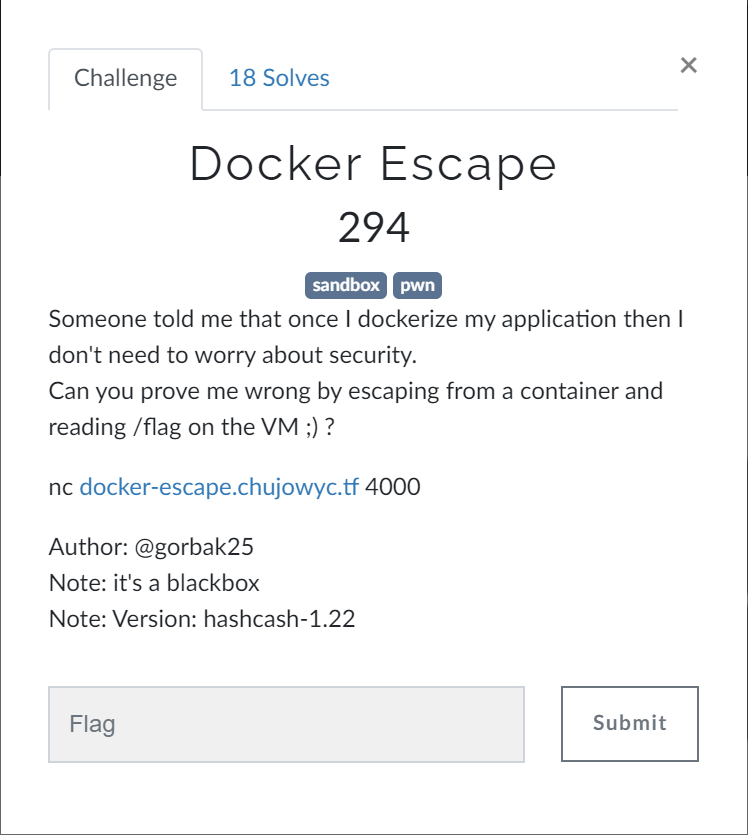 Challenge
18 Solves
×
Docker Escape
294
sandbox pwn
Someone told me that once I dockerize my application then I
don't need to worry about security.
Can you prove me wrong by escaping from a container and
reading /flag on the VM ;) ?
nc docker-escape.chujowyc.tf 4000
Author: @gorbak25
Note: it's a blackbox
Note: Version: hashcash-1.22
Flag
Submit